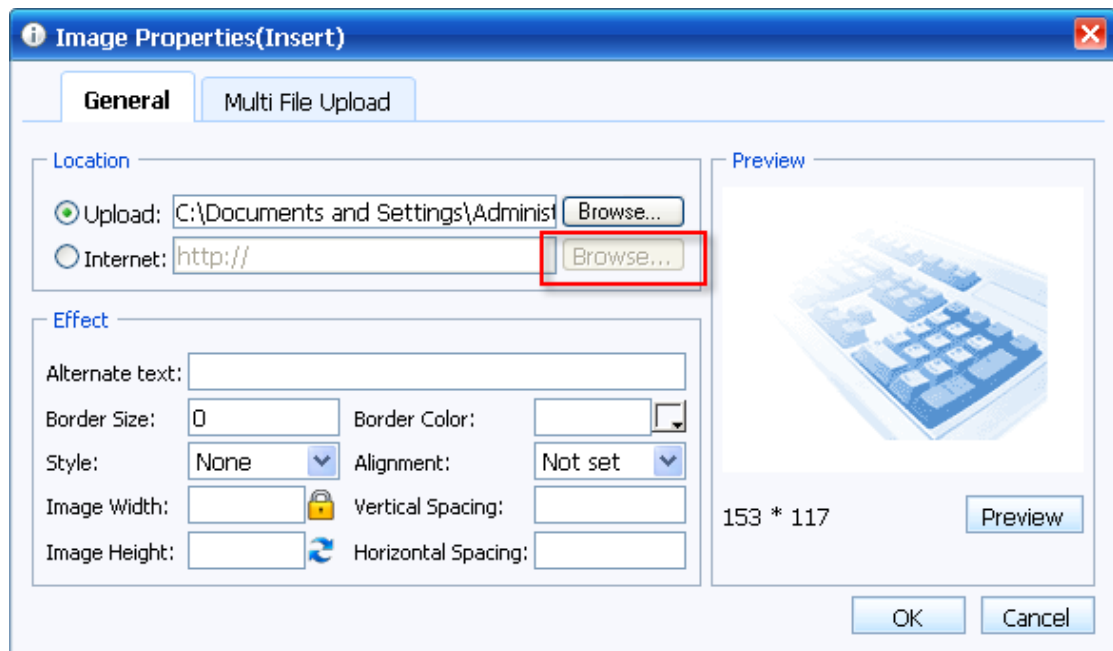 Image Properties(Insert)
General
Multi File Upload
Location
Upload: C:\Documents and Settings\Administ Browse...
Internet: http:// Browse...
Effect
Alternate text:
Border Size: 0 Border Color:
Style: None Alignment: Not set
Image Width: Vertical Spacing:
Image Height: Horizontal Spacing:
Preview
153 * 117 Preview
OK Cancel